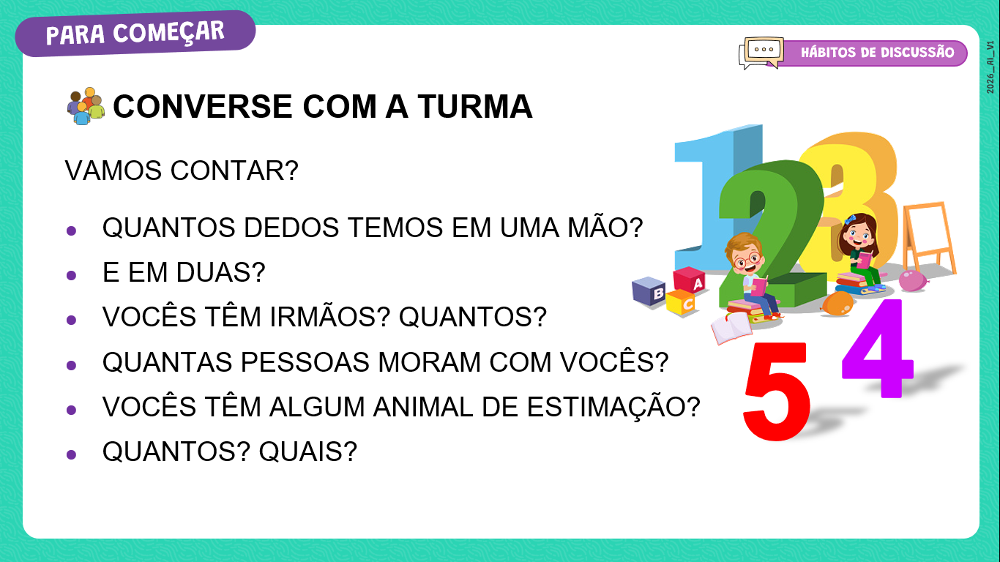 PARA COMEÇAR
HÁBITOS DE DISCUSSÃO
2026_AI_V1
CONVERSE COM A TURMA
VAMOS CONTAR?
• QUANTOS DEDOS TEMOS EM UMA MÃO?
• E EM DUAS?
• VOCÊS TÊM IRMÃOS? QUANTOS?
• QUANTAS PESSOAS MORAM COM VOCÊS?
• VOCÊS TÊM ALGUM ANIMAL DE ESTIMAÇÃO?
• QUANTOS? QUAIS?
1 2 3
B A
C
5 4